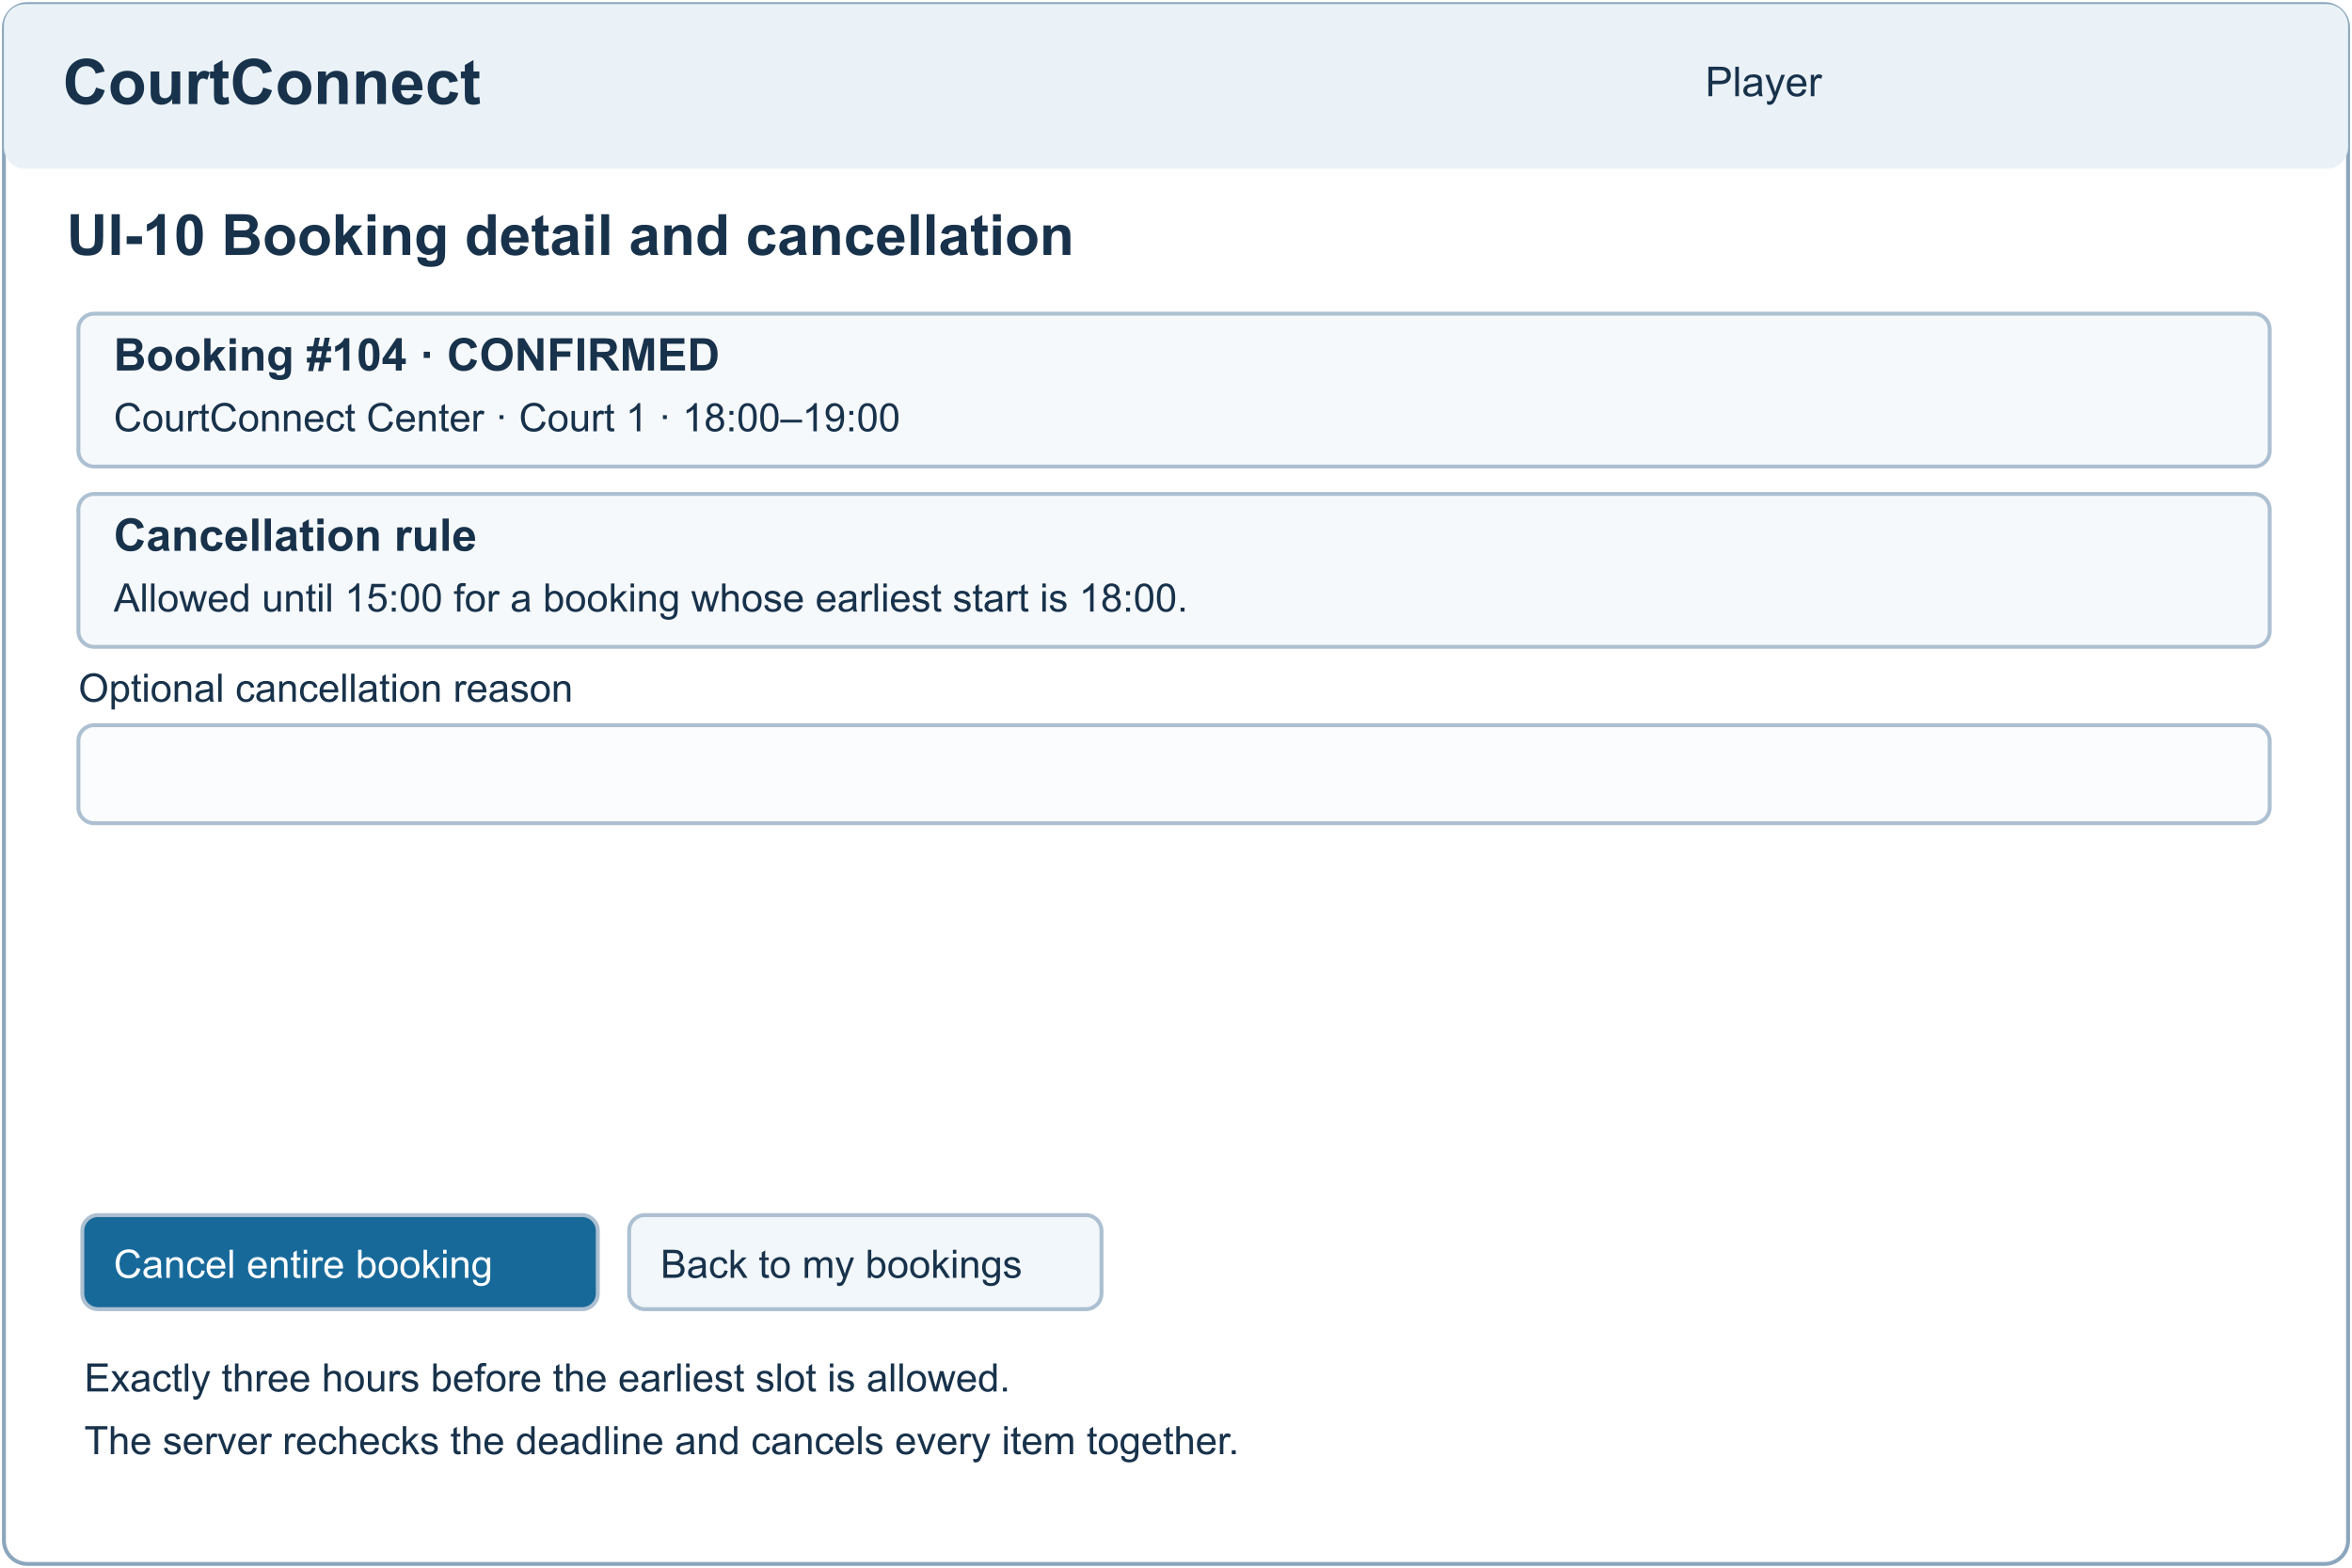 CourtConnect
Player
UI-10 Booking detail and cancellation
Booking #104 · CONFIRMED
CourtConnect Center · Court 1 · 18:00–19:00
Cancellation rule
Allowed until 15:00 for a booking whose earliest start is 18:00.
Optional cancellation reason
Cancel entire booking
Back to my bookings
Exactly three hours before the earliest slot is allowed.
The server rechecks the deadline and cancels every item together.